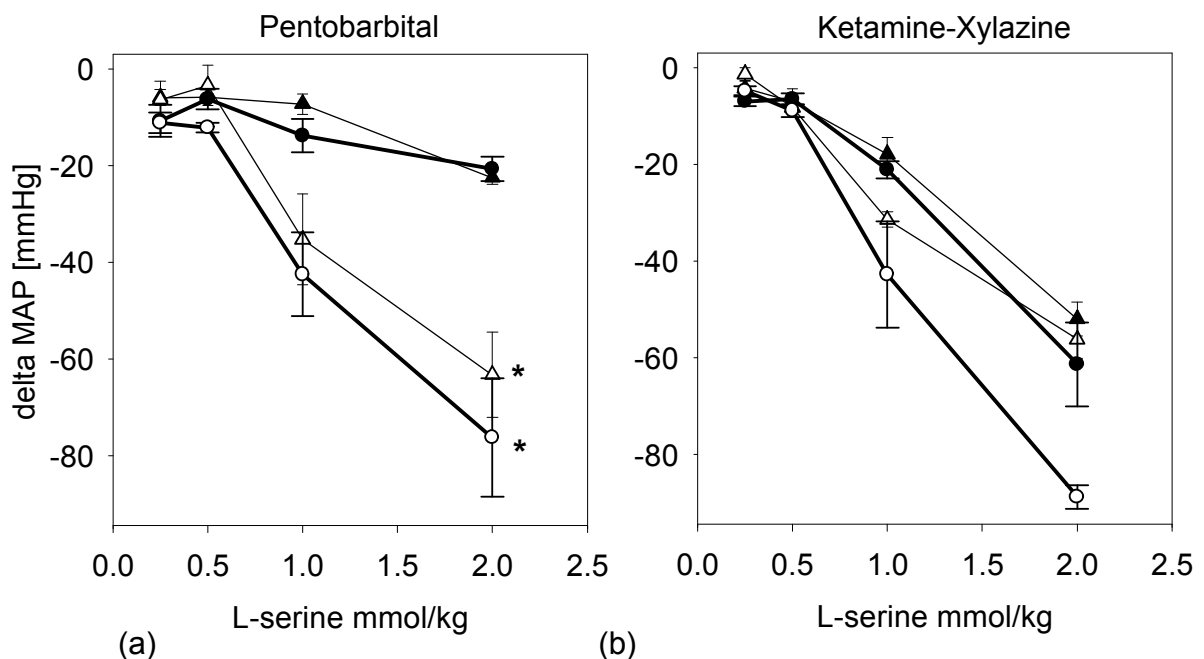 Pentobarbital
0
-20
-40
-60
-80
delta MAP [mmHg]
*
*
0.0 0.5 1.0 1.5 2.0 2.5
L-serine mmol/kg
(a)
Ketamine-Xylazine
0
-20
-40
-60
-80
0.0 0.5 1.0 1.5 2.0 2.5
L-serine mmol/kg
(b)